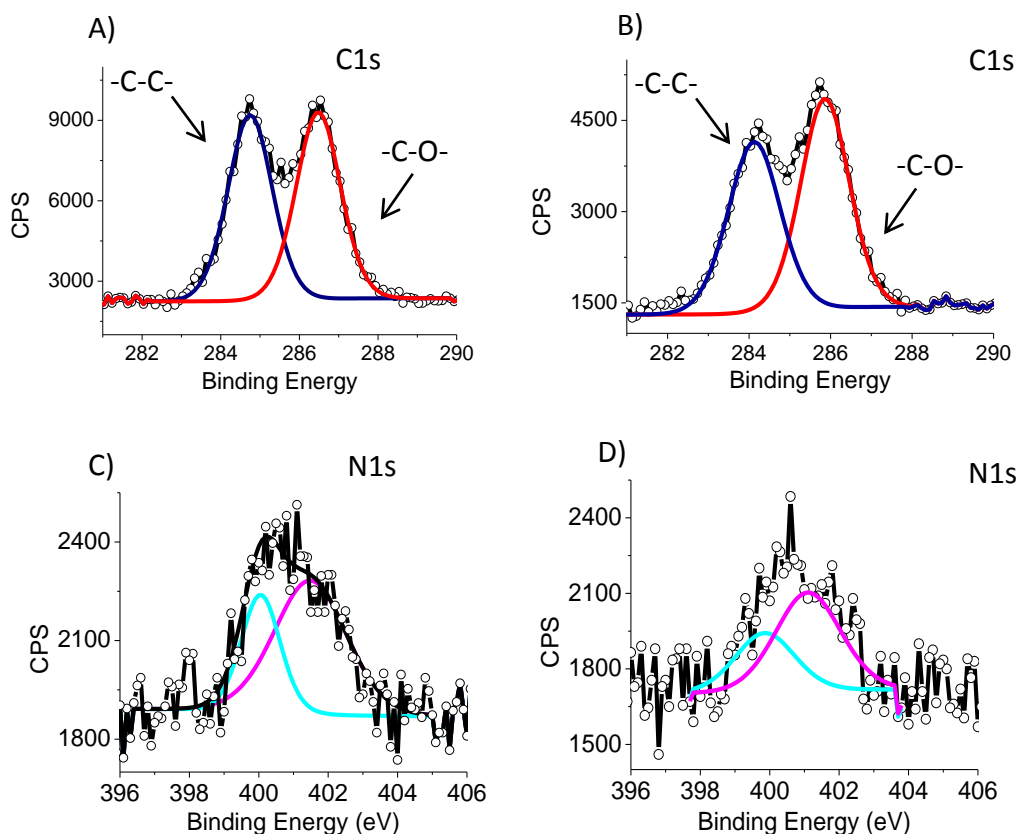 A)
C1s
-C-C-
-C-O-
CPS
9000
6000
3000
282 284 286 288 290
Binding Energy
B)
C1s
-C-C-
-C-O-
CPS
4500
3000
1500
282 284 286 288 290
Binding Energy
C)
N1s
CPS
2400
2100
1800
396 398 400 402 404 406
Binding Energy (eV)
D)
N1s
CPS
2400
2100
1800
1500
396 398 400 402 404 406
Binding Energy (eV)